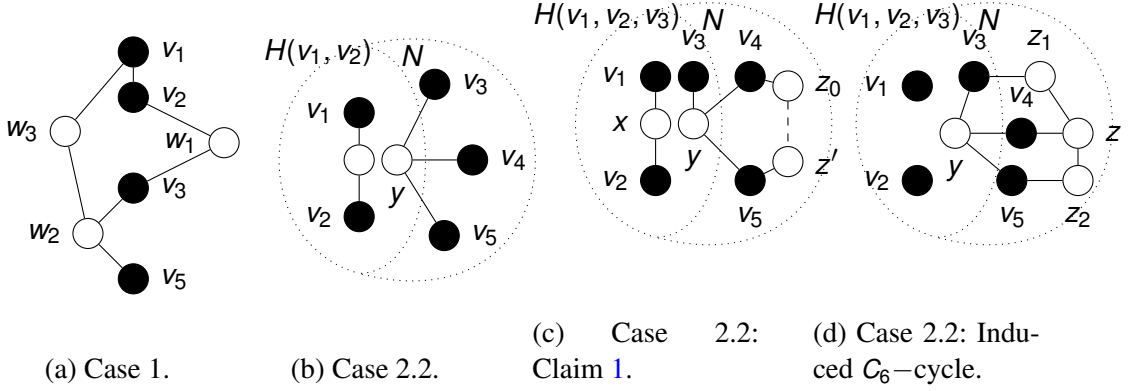 v₁
v₂
w₃
w₁
v₃
w₂
v₅
(a) Case 1.
H(v₁, v₂)
N
v₃
v₁
v₄
v₂
y
v₅
(b) Case 2.2.
H(v₁, v₂, v₃)
N
v₃
v₄
v₁
z₀
x
z′
v₂
y
v₅
(c) Case 2.2:
Claim 1.
H(v₁, v₂, v₃)
N
v₃
z₁
v₁
v₄
z
v₂
y
v₅
z₂
(d) Case 2.2: Indu-
ced C₆−cycle.